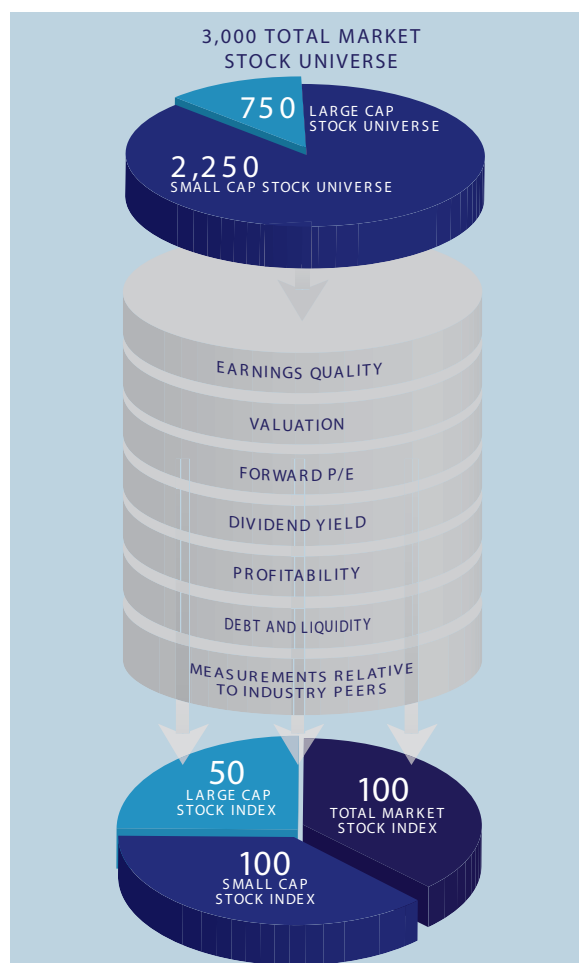 3,000 TOTAL MARKET
STOCK UNIVERSE
750 LARGE CAP
STOCK UNIVERSE
2,250
SMALL CAP STOCK UNIVERSE
EARNINGS QUALITY
VALUATION
FORWARD P/E
DIVIDEND YIELD
PROFITABILITY
DEBT AND LIQUIDITY
MEASUREMENTS RELATIVE
TO INDUSTRY PEERS
50
LARGE CAP
STOCK INDEX
100
TOTAL MARKET
STOCK INDEX
100
SMALL CAP
STOCK INDEX